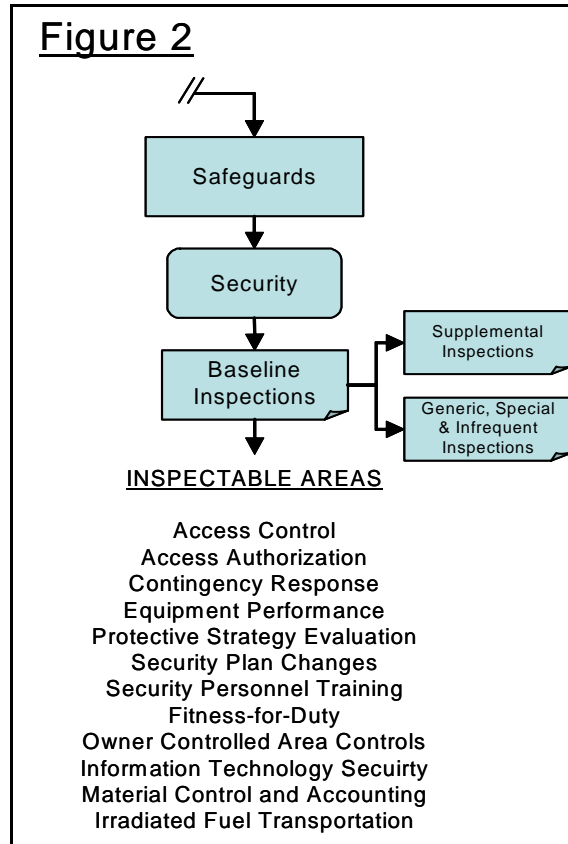 Figure 2
Safeguards
Security
Baseline
Inspections
Supplemental
Inspections
Generic, Special
& Infrequent
Inspections
INSPECTABLE AREAS
Access Control
Access Authorization
Contingency Response
Equipment Performance
Protective Strategy Evaluation
Security Plan Changes
Security Personnel Training
Fitness-for-Duty
Owner Controlled Area Controls
Information Technology Secuirty
Material Control and Accounting
Irradiated Fuel Transportation